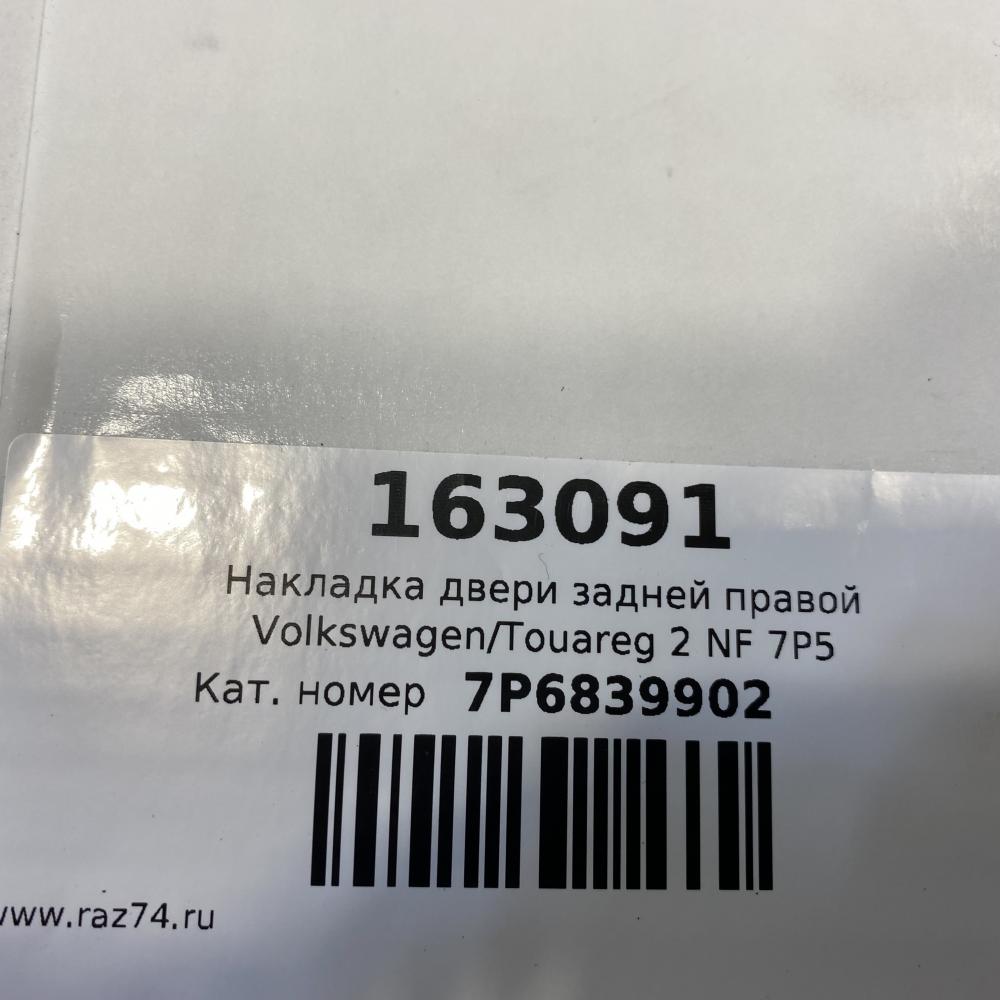 163091
Накладка двери задней правой
Volkswagen/Touareg 2 NF 7P5
Кат. номер 7P6839902
www.raz74.ru